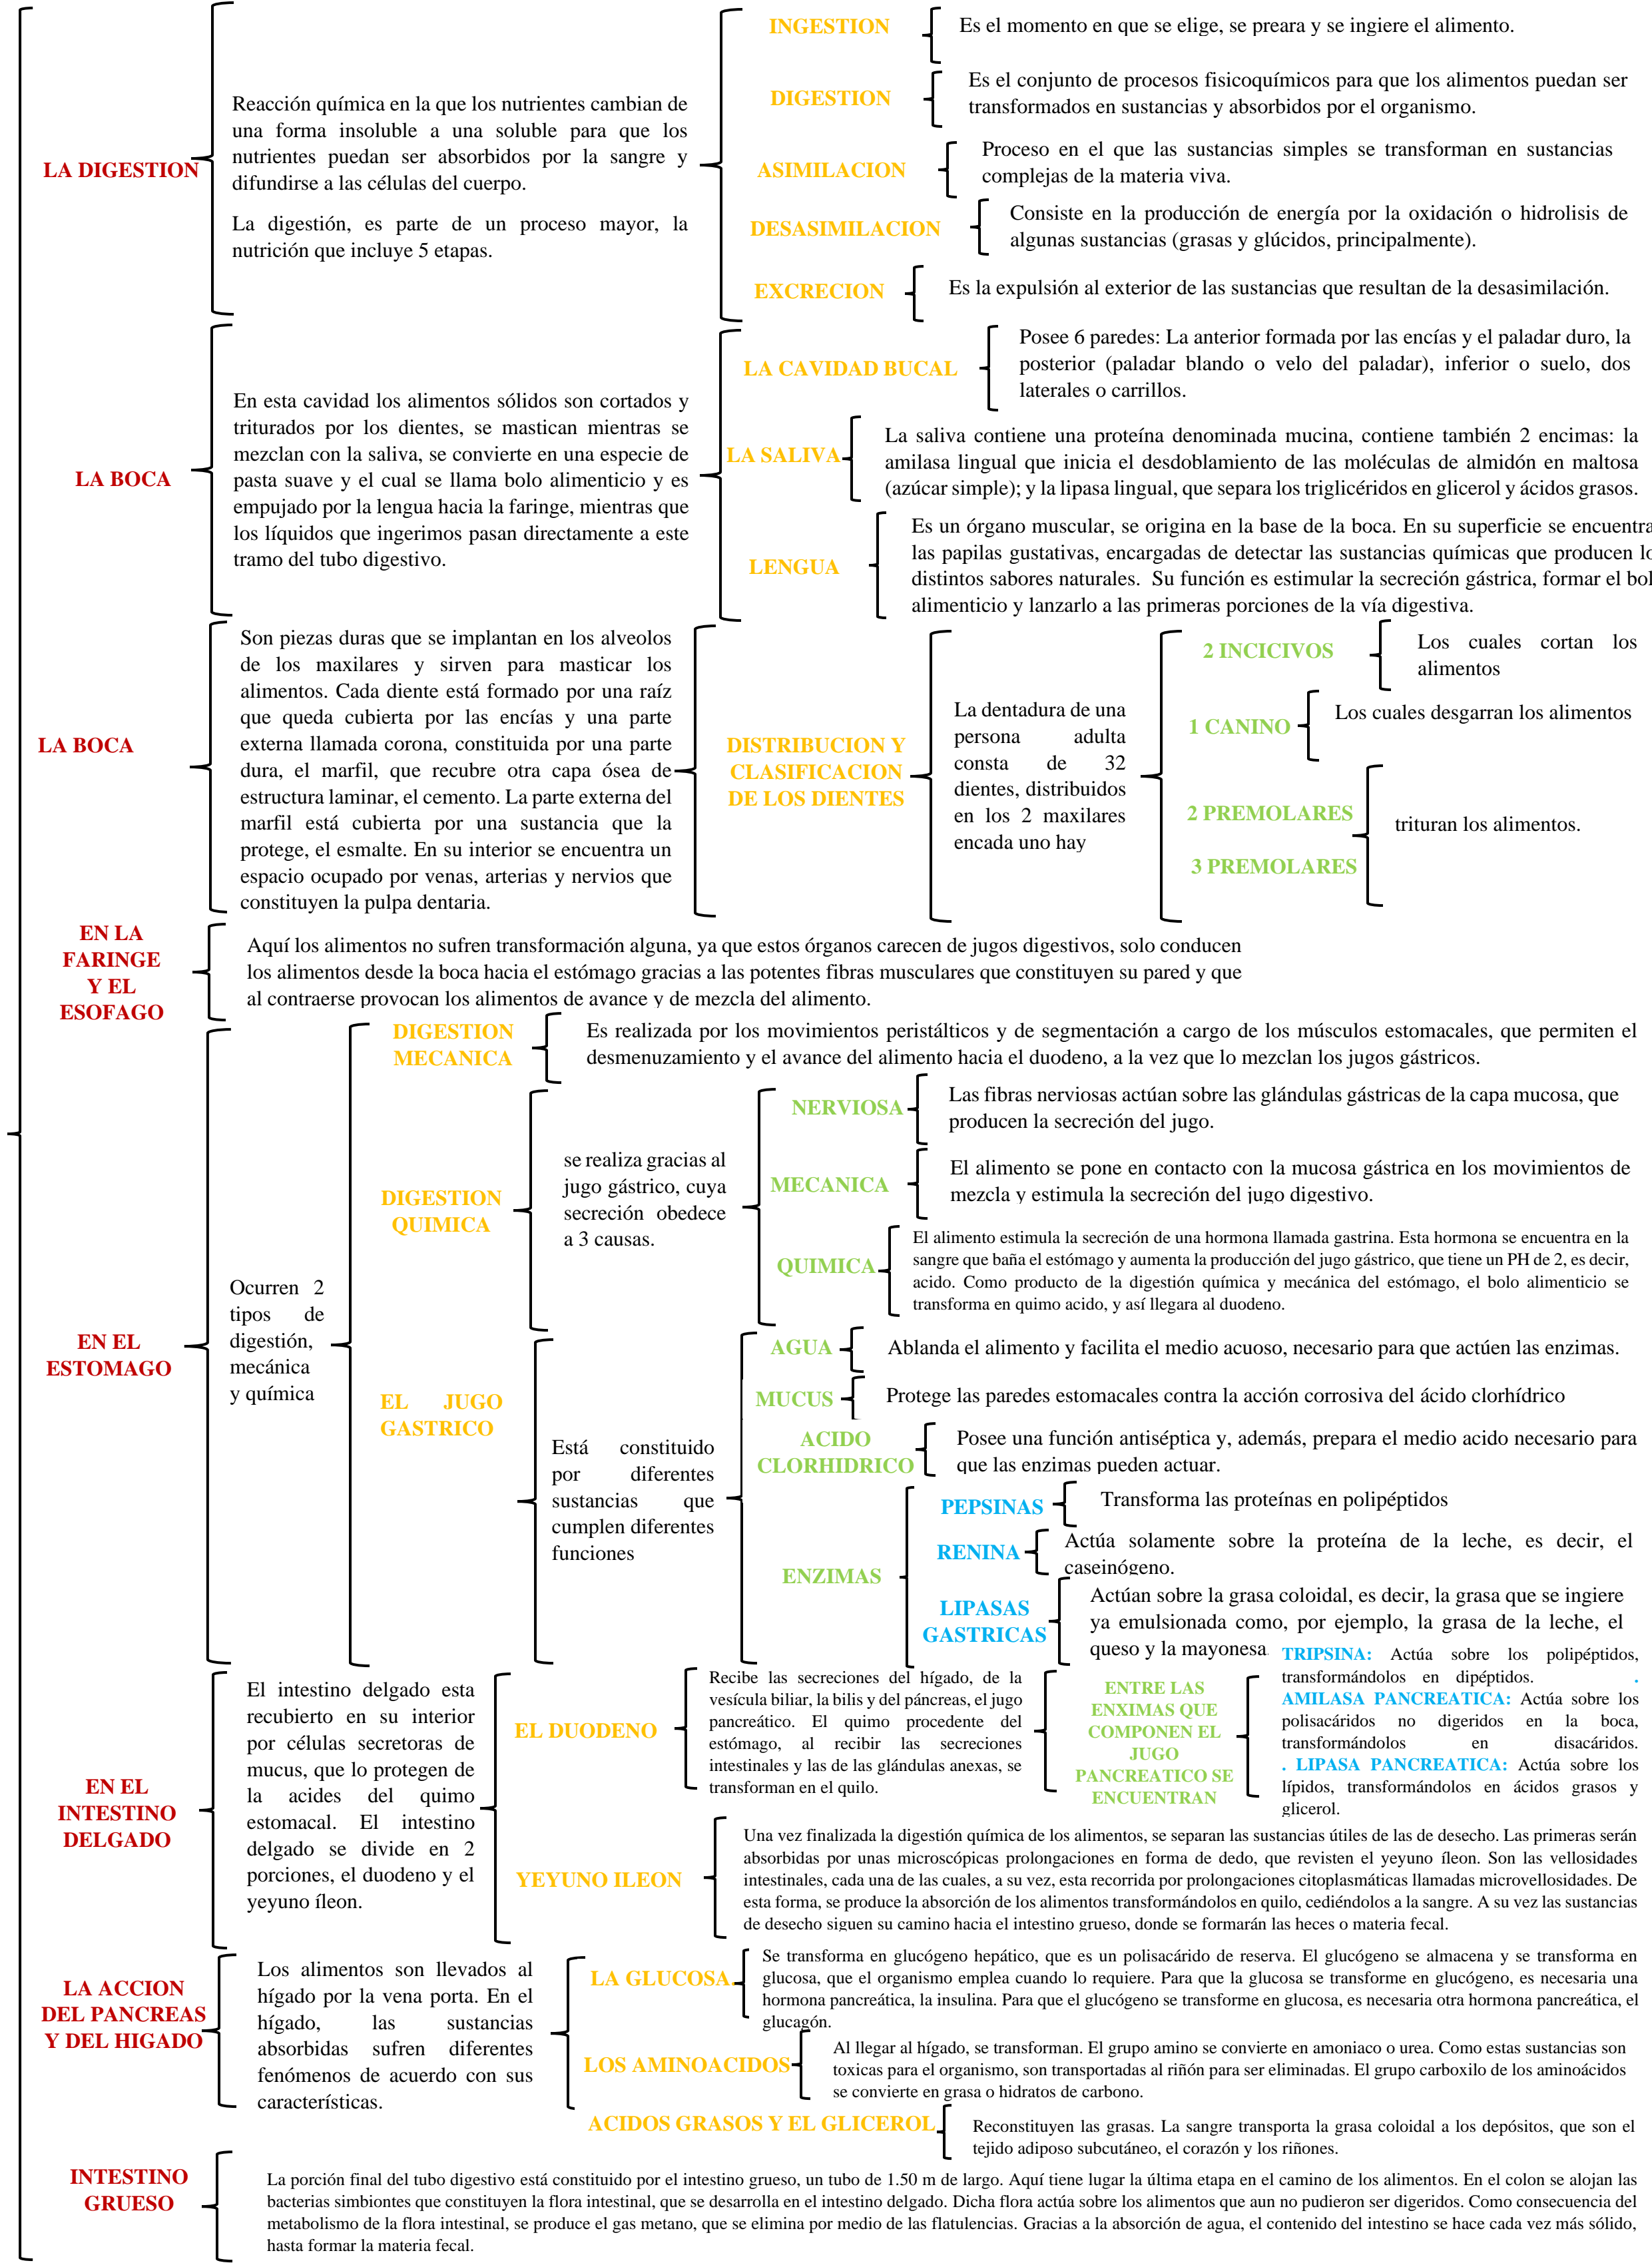 LA DIGESTION
Reacción química en la que los nutrientes cambian de
una forma insoluble a una soluble para que los
nutrientes puedan ser absorbidos por la sangre y
difundirse a las células del cuerpo.
La digestión, es parte de un proceso mayor, la
nutrición que incluye 5 etapas.
INGESTION
Es el momento en que se elige, se preara y se ingiere el alimento.
DIGESTION
Es el conjunto de procesos fisicoquímicos para que los alimentos puedan ser
transformados en sustancias y absorbidos por el organismo.
ASIMILACION
Proceso en el que las sustancias simples se transforman en sustancias
complejas de la materia viva.
DESASIMILACION
Consiste en la producción de energía por la oxidación o hidrolisis de
algunas sustancias (grasas y glúcidos, principalmente).
EXCRECION
Es la expulsión al exterior de las sustancias que resultan de la desasimilación.
LA BOCA
En esta cavidad los alimentos sólidos son cortados y
triturados por los dientes, se mastican mientras se
mezclan con la saliva, se convierte en una especie de
pasta suave y el cual se llama bolo alimenticio y es
empujado por la lengua hacia la faringe, mientras que
los líquidos que ingerimos pasan directamente a este
tramo del tubo digestivo.
LA CAVIDAD BUCAL
Posee 6 paredes: La anterior formada por las encías y el paladar duro, la
posterior (paladar blando o velo del paladar), inferior o suelo, dos
laterales o carrillos.
LA SALIVA
La saliva contiene una proteína denominada mucina, contiene también 2 encimas: la
amilasa lingual que inicia el desdoblamiento de las moléculas de almidón en maltosa
(azúcar simple); y la lipasa lingual, que separa los triglicéridos en glicerol y ácidos grasos.
LENGUA
Es un órgano muscular, se origina en la base de la boca. En su superficie se encuentra
las papilas gustativas, encargadas de detectar las sustancias químicas que producen lo
distintos sabores naturales. Su función es estimular la secreción gástrica, formar el bol
alimenticio y lanzarlo a las primeras porciones de la vía digestiva.
LA BOCA
Son piezas duras que se implantan en los alveolos
de los maxilares y sirven para masticar los
alimentos. Cada diente está formado por una raíz
que queda cubierta por las encías y una parte
externa llamada corona, constituida por una parte
dura, el marfil, que recubre otra capa ósea de
estructura laminar, el cemento. La parte externa del
marfil está cubierta por una sustancia que la
protege, el esmalte. En su interior se encuentra un
espacio ocupado por venas, arterias y nervios que
constituyen la pulpa dentaria.
DISTRIBUCION Y
CLASIFICACION
DE LOS DIENTES
La dentadura de una
persona adulta
consta de 32
dientes, distribuidos
en los 2 maxilares
encada uno hay
2 INCICIVOS
Los cuales cortan los
alimentos
1 CANINO
Los cuales desgarran los alimentos
2 PREMOLARES
3 PREMOLARES
trituran los alimentos.
EN LA
FARINGE
Y EL
ESOFAGO
Aquí los alimentos no sufren transformación alguna, ya que estos órganos carecen de jugos digestivos, solo conducen
los alimentos desde la boca hacia el estómago gracias a las potentes fibras musculares que constituyen su pared y que
al contraerse provocan los alimentos de avance y de mezcla del alimento.
EN EL
ESTOMAGO
Ocurren 2
tipos de
digestión,
mecánica
y química
DIGESTION
MECANICA
Es realizada por los movimientos peristálticos y de segmentación a cargo de los músculos estomacales, que permiten el
desmenuzamiento y el avance del alimento hacia el duodeno, a la vez que lo mezclan los jugos gástricos.
DIGESTION
QUIMICA
se realiza gracias al
jugo gástrico, cuya
secreción obedece
a 3 causas.
NERVIOSA
Las fibras nerviosas actúan sobre las glándulas gástricas de la capa mucosa, que
producen la secreción del jugo.
MECANICA
El alimento se pone en contacto con la mucosa gástrica en los movimientos de
mezcla y estimula la secreción del jugo digestivo.
QUIMICA
El alimento estimula la secreción de una hormona llamada gastrina. Esta hormona se encuentra en la
sangre que baña el estómago y aumenta la producción del jugo gástrico, que tiene un PH de 2, es decir,
acido. Como producto de la digestión química y mecánica del estómago, el bolo alimenticio se
transforma en quimo acido, y así llegara al duodeno.
EL JUGO
GASTRICO
Está constituido
por diferentes
sustancias que
cumplen diferentes
funciones
AGUA
Ablanda el alimento y facilita el medio acuoso, necesario para que actúen las enzimas.
MUCUS
Protege las paredes estomacales contra la acción corrosiva del ácido clorhídrico
ACIDO
CLORHIDRICO
Posee una función antiséptica y, además, prepara el medio acido necesario para
que las enzimas pueden actuar.
ENZIMAS
PEPSINAS
Transforma las proteínas en polipéptidos
RENINA
Actúa solamente sobre la proteína de la leche, es decir, el
caseinógeno.
LIPASAS
GASTRICAS
Actúan sobre la grasa coloidal, es decir, la grasa que se ingiere
ya emulsionada como, por ejemplo, la grasa de la leche, el
queso y la mayonesa.
EN EL
INTESTINO
DELGADO
El intestino delgado esta
recubierto en su interior
por células secretoras de
mucus, que lo protegen de
la acides del quimo
estomacal. El intestino
delgado se divide en 2
porciones, el duodeno y el
yeyuno íleon.
EL DUODENO
Recibe las secreciones del hígado, de la
vesícula biliar, la bilis y del páncreas, el jugo
pancreático. El quimo procedente del
estómago, al recibir las secreciones
intestinales y las de las glándulas anexas, se
transforman en el quilo.
ENTRE LAS
ENXIMAS QUE
COMPONEN EL
JUGO
PANCREATICO SE
ENCUENTRAN
TRIPSINA: Actúa sobre los polipéptidos,
transformándolos en dipéptidos. .
AMILASA PANCREATICA: Actúa sobre los
polisacáridos no digeridos en la boca,
transformándolos en disacáridos.
. LIPASA PANCREATICA: Actúa sobre los
lípidos, transformándolos en ácidos grasos y
glicerol.
YEYUNO ILEON
Una vez finalizada la digestión química de los alimentos, se separan las sustancias útiles de las de desecho. Las primeras serán
absorbidas por unas microscópicas prolongaciones en forma de dedo, que revisten el yeyuno íleon. Son las vellosidades
intestinales, cada una de las cuales, a su vez, esta recorrida por prolongaciones citoplasmáticas llamadas microvellosidades. De
esta forma, se produce la absorción de los alimentos transformándolos en quilo, cediéndolos a la sangre. A su vez las sustancias
de desecho siguen su camino hacia el intestino grueso, donde se formarán las heces o materia fecal.
LA ACCION
DEL PANCREAS
Y DEL HIGADO
Los alimentos son llevados al
hígado por la vena porta. En el
hígado, las sustancias
absorbidas sufren diferentes
fenómenos de acuerdo con sus
características.
LA GLUCOSA.
Se transforma en glucógeno hepático, que es un polisacárido de reserva. El glucógeno se almacena y se transforma en
glucosa, que el organismo emplea cuando lo requiere. Para que la glucosa se transforme en glucógeno, es necesaria una
hormona pancreática, la insulina. Para que el glucógeno se transforme en glucosa, es necesaria otra hormona pancreática, el
glucagón.
LOS AMINOACIDOS
Al llegar al hígado, se transforman. El grupo amino se convierte en amoniaco o urea. Como estas sustancias son
toxicas para el organismo, son transportadas al riñón para ser eliminadas. El grupo carboxilo de los aminoácidos
se convierte en grasa o hidratos de carbono.
ACIDOS GRASOS Y EL GLICEROL
Reconstituyen las grasas. La sangre transporta la grasa coloidal a los depósitos, que son el
tejido adiposo subcutáneo, el corazón y los riñones.
INTESTINO
GRUESO
La porción final del tubo digestivo está constituido por el intestino grueso, un tubo de 1.50 m de largo. Aquí tiene lugar la última etapa en el camino de los alimentos. En el colon se alojan las
bacterias simbiontes que constituyen la flora intestinal, que se desarrolla en el intestino delgado. Dicha flora actúa sobre los alimentos que aun no pudieron ser digeridos. Como consecuencia del
metabolismo de la flora intestinal, se produce el gas metano, que se elimina por medio de las flatulencias. Gracias a la absorción de agua, el contenido del intestino se hace cada vez más sólido,
hasta formar la materia fecal.